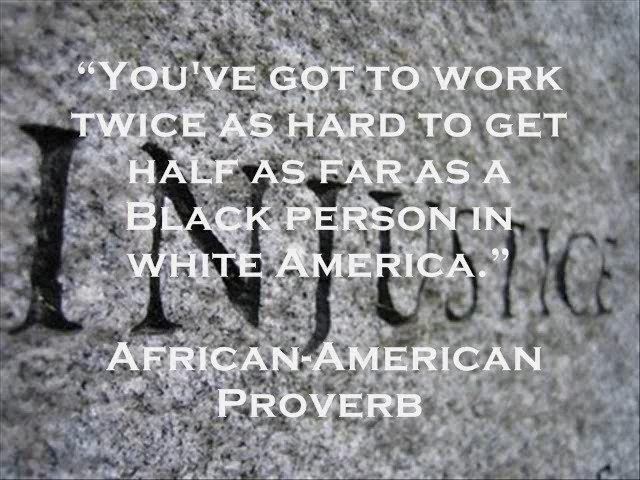 “You've got to work
twice as hard to get
half as far as a
Black person in
white America.”
INJUSTICE
African-American
Proverb